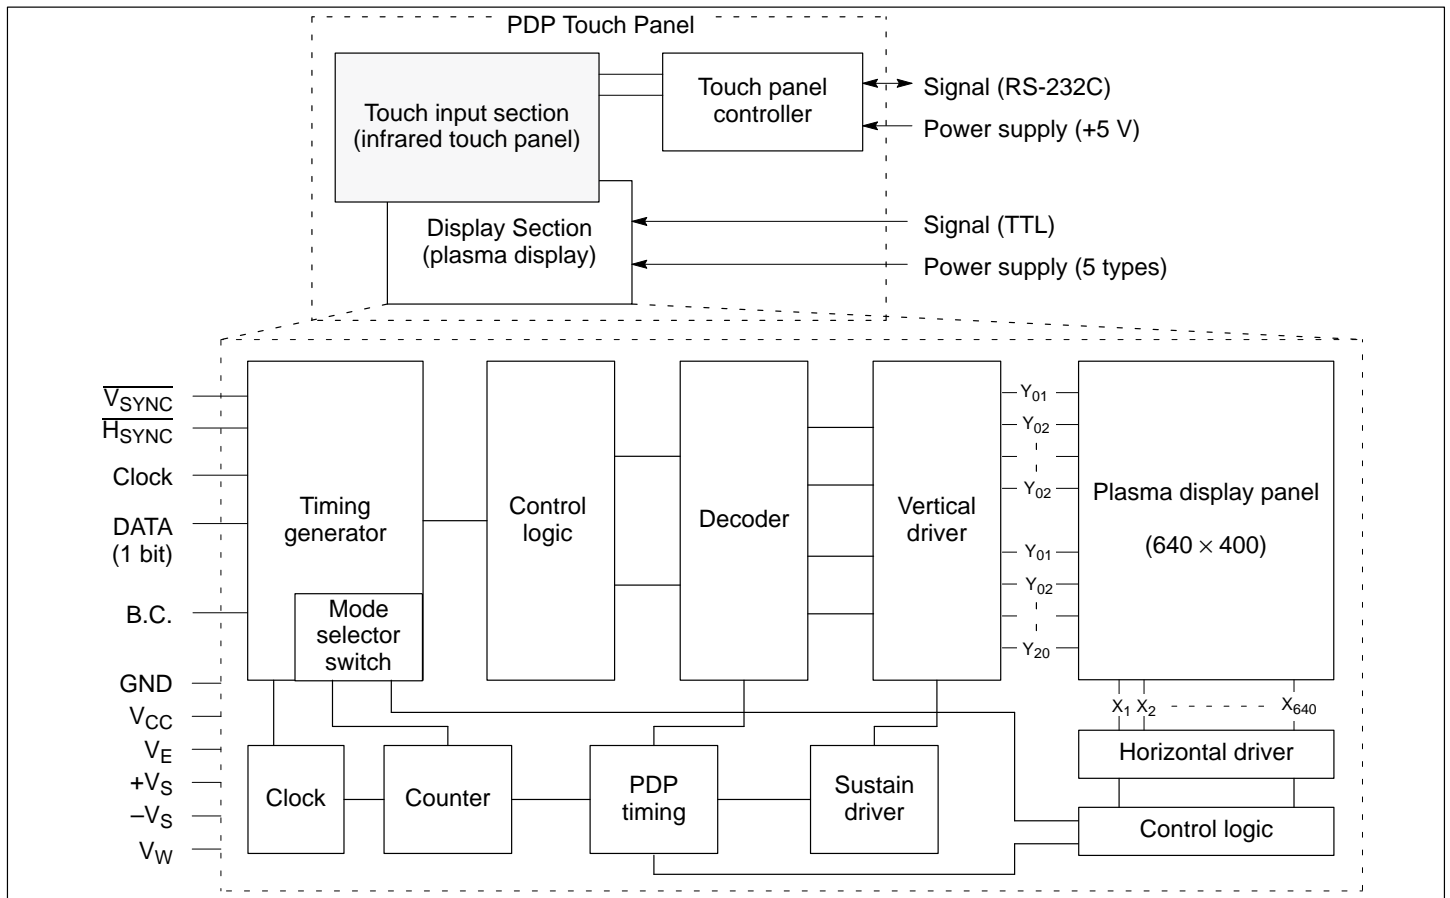 PDP Touch Panel
Touch input section
(infrared touch panel)
Touch panel
controller
Signal (RS-232C)
Power supply (+5 V)
Display Section
(plasma display)
Signal (TTL)
Power supply (5 types)
VSYNC
HSYNC
Clock
DATA
(1 bit)
B.C.
GND
VCC
VE
+VS
–VS
VW
Timing
generator
Mode
selector
switch
Control
logic
Decoder
Vertical
driver
Y01
Y02
Y02
Y01
Y02
Y20
Plasma display panel
(640 × 400)
X1 X2 X640
Horizontal driver
Control logic
Clock
Counter
PDP
timing
Sustain
driver